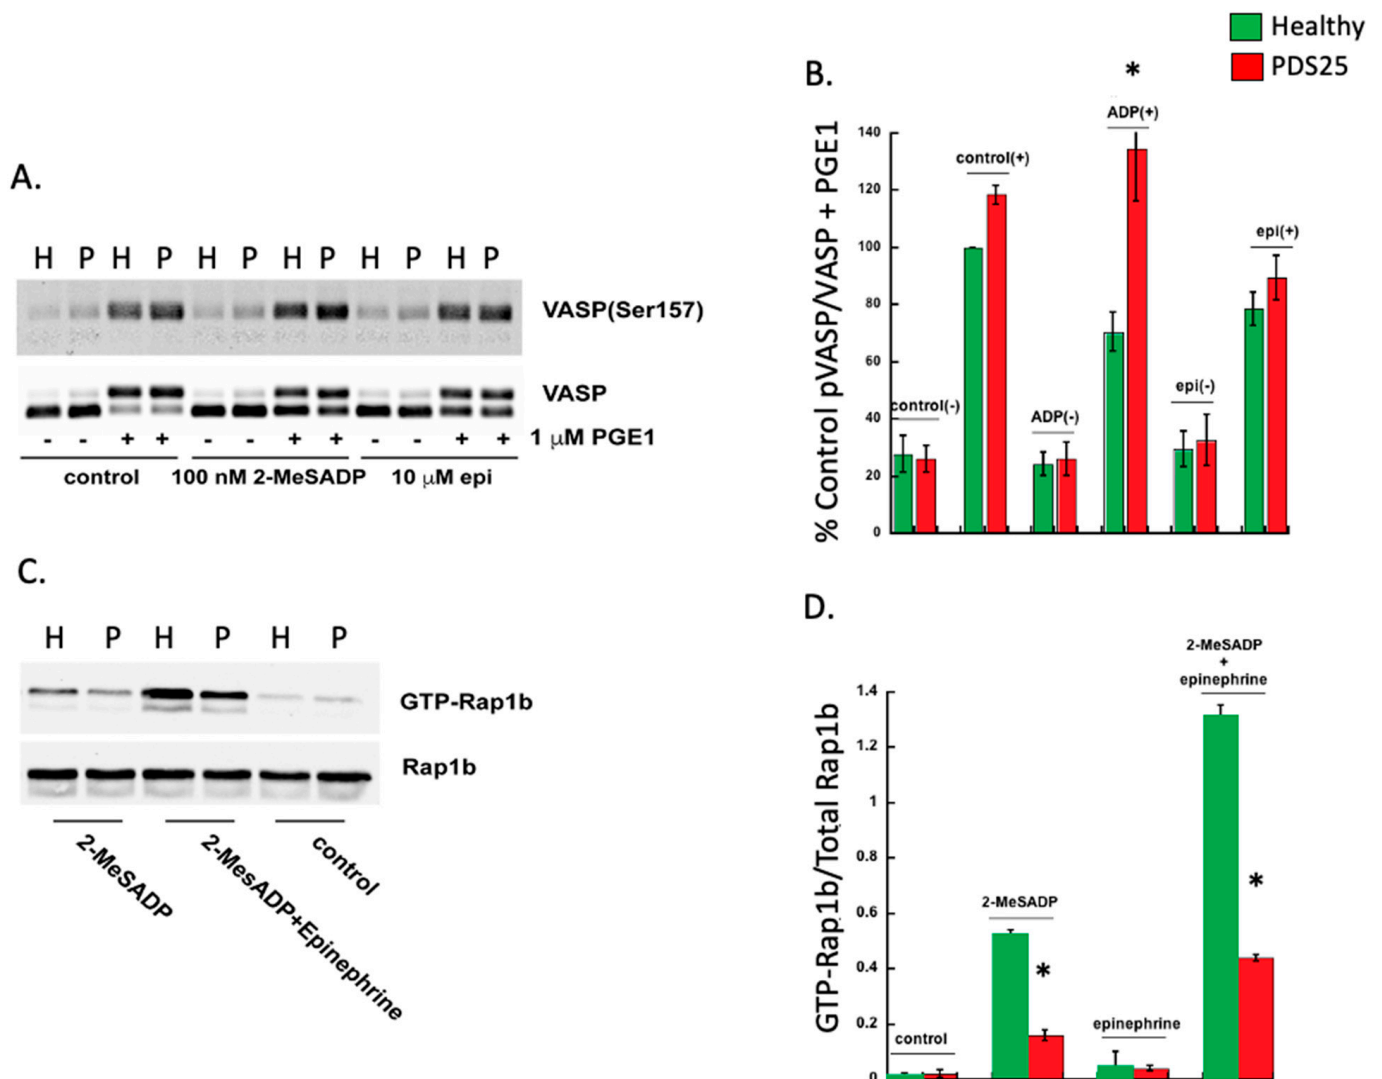 Healthy
PDS25
A.
H P H P H P H P H P H P
VASP(Ser157)
VASP
- - + + - - + + - - + + 1 μM PGE1
control 100 nM 2-MeSADP 10 μM epi
B.
*
% Control pVASP/VASP + PGE1
140
120
100
80
60
40
20
0
control(-)
control(+)
ADP(-)
ADP(+)
epi(-)
epi(+)
C.
H P H P H P
GTP-Rap1b
Rap1b
2-MeSADP
2-MesADP+Epinephrine
control
D.
GTP-Rap1b/Total Rap1b
1.4
1.2
1
0.8
0.6
0.4
0.2
0
control
2-MeSADP
*
epinephrine
2-MeSADP
+
epinephrine
*